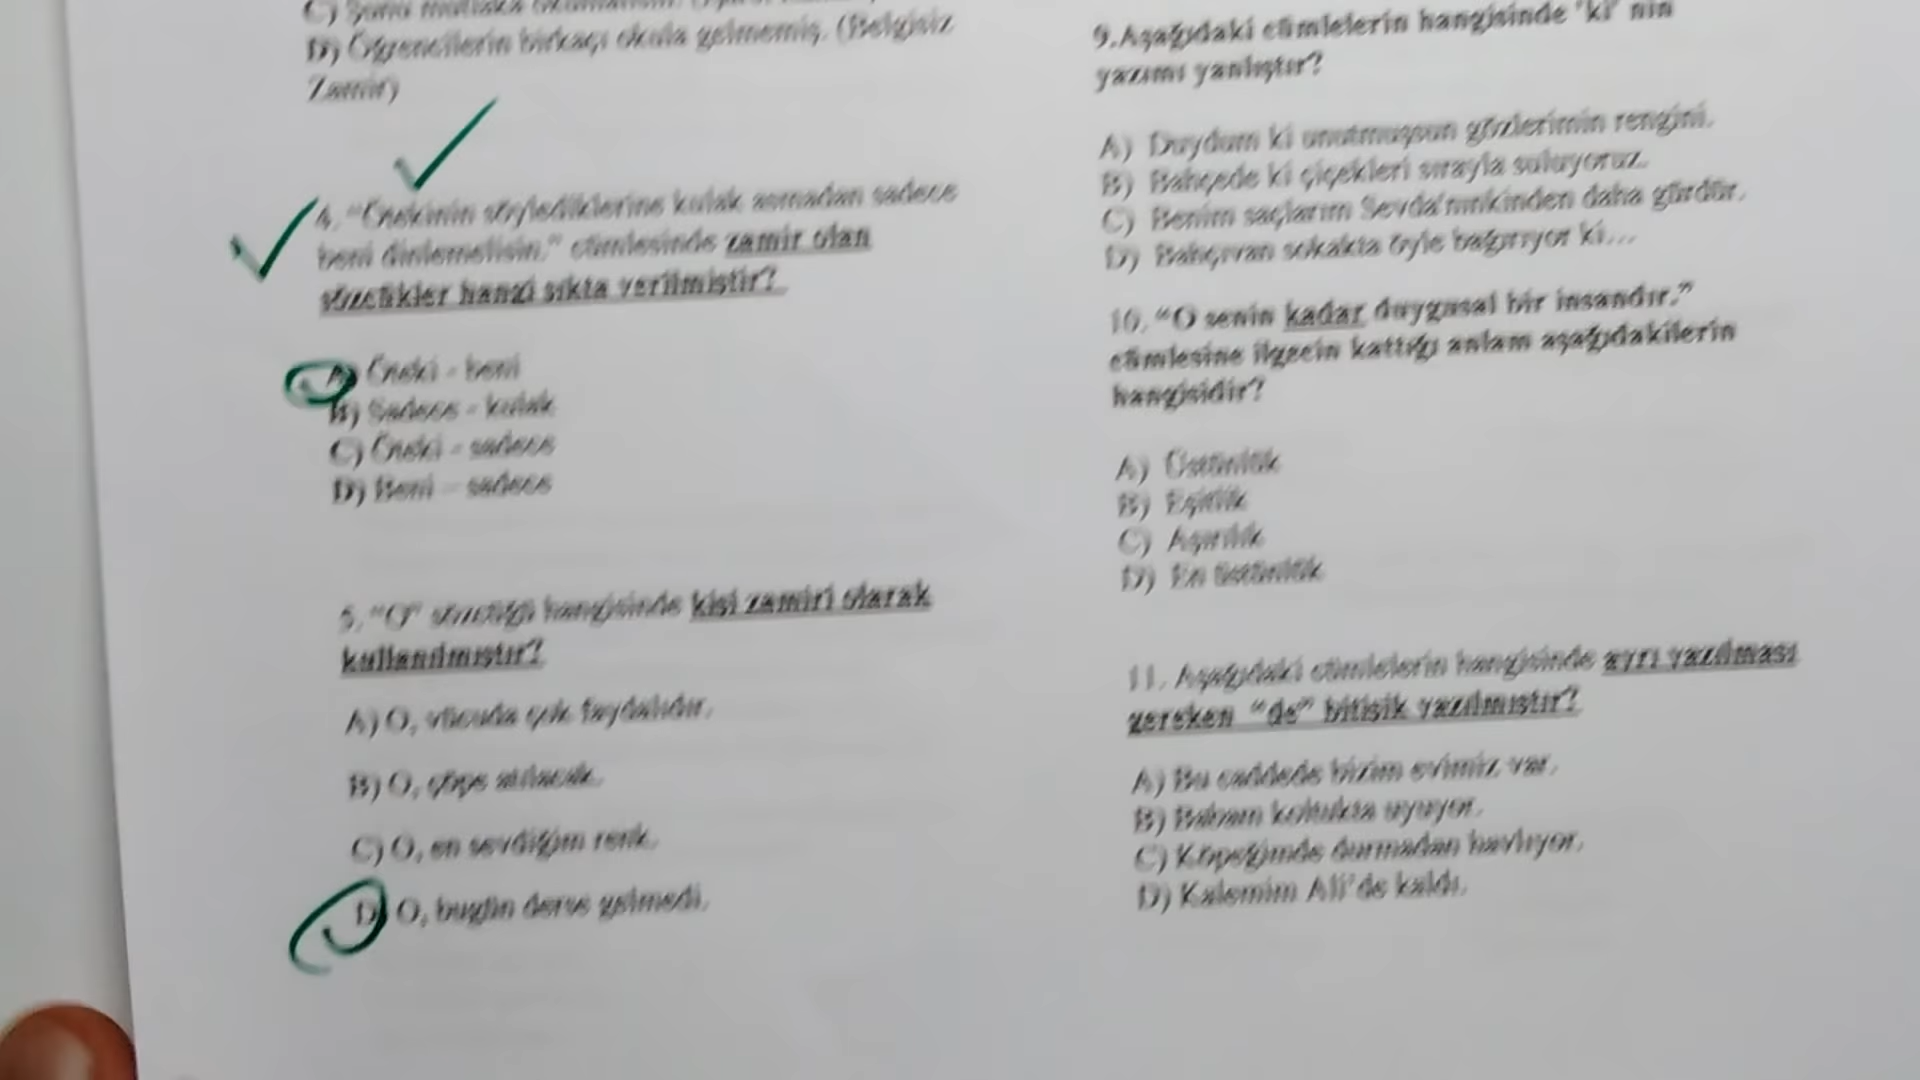 D) Öğrencilerin birkaçı okula gelmemiş. (Belgisiz
Zamir)
4. "Öteki'nin söylediklerine kulak asmadan sadece
beni dinlemelisin." cümlesinde zamir olan
sözcükler hangi şıkta verilmiştir?
A) Öteki - beni
B) Sadece - kulak
C) Öteki - sadece
D) Beni - sadece
5. "O" sözcüğü hangisinde kişi zamiri olarak
kullanılmıştır?
A) O, vücuda çok faydalıdır.
B) O, çöpe atılacak.
C) O, en sevdiğim renk.
D) O, bugün derse gelmedi.
9.Aşağıdaki cümlelerin hangisinde 'ki' nin
yazımı yanlıştır?
A) Duydum ki unutmuşsun gözlerimin rengini.
B) Bahçede ki çiçekleri sırayla suluyoruz.
C) Benim saçlarım Sevda'nınkinden daha gürdür.
D) Bahçıvan sokakta öyle bağırıyor ki...
10. "O senin kadar duygusal bir insandır."
cümlesine ilgecin kattığı anlam aşağıdakilerin
hangisidir?
A) Üstünlük
B) Eşitlik
C) Aşırılık
D) En üstünlük
11. Aşağıdaki cümlelerin hangisinde ayrı yazılması
gereken "de" bitişik yazılmıştır?
A) Bu caddede bizim evimiz var.
B) Babam koltukta uyuyor.
C) Köpeğimde durmadan havlıyor.
D) Kalemim Ali'de kaldı.